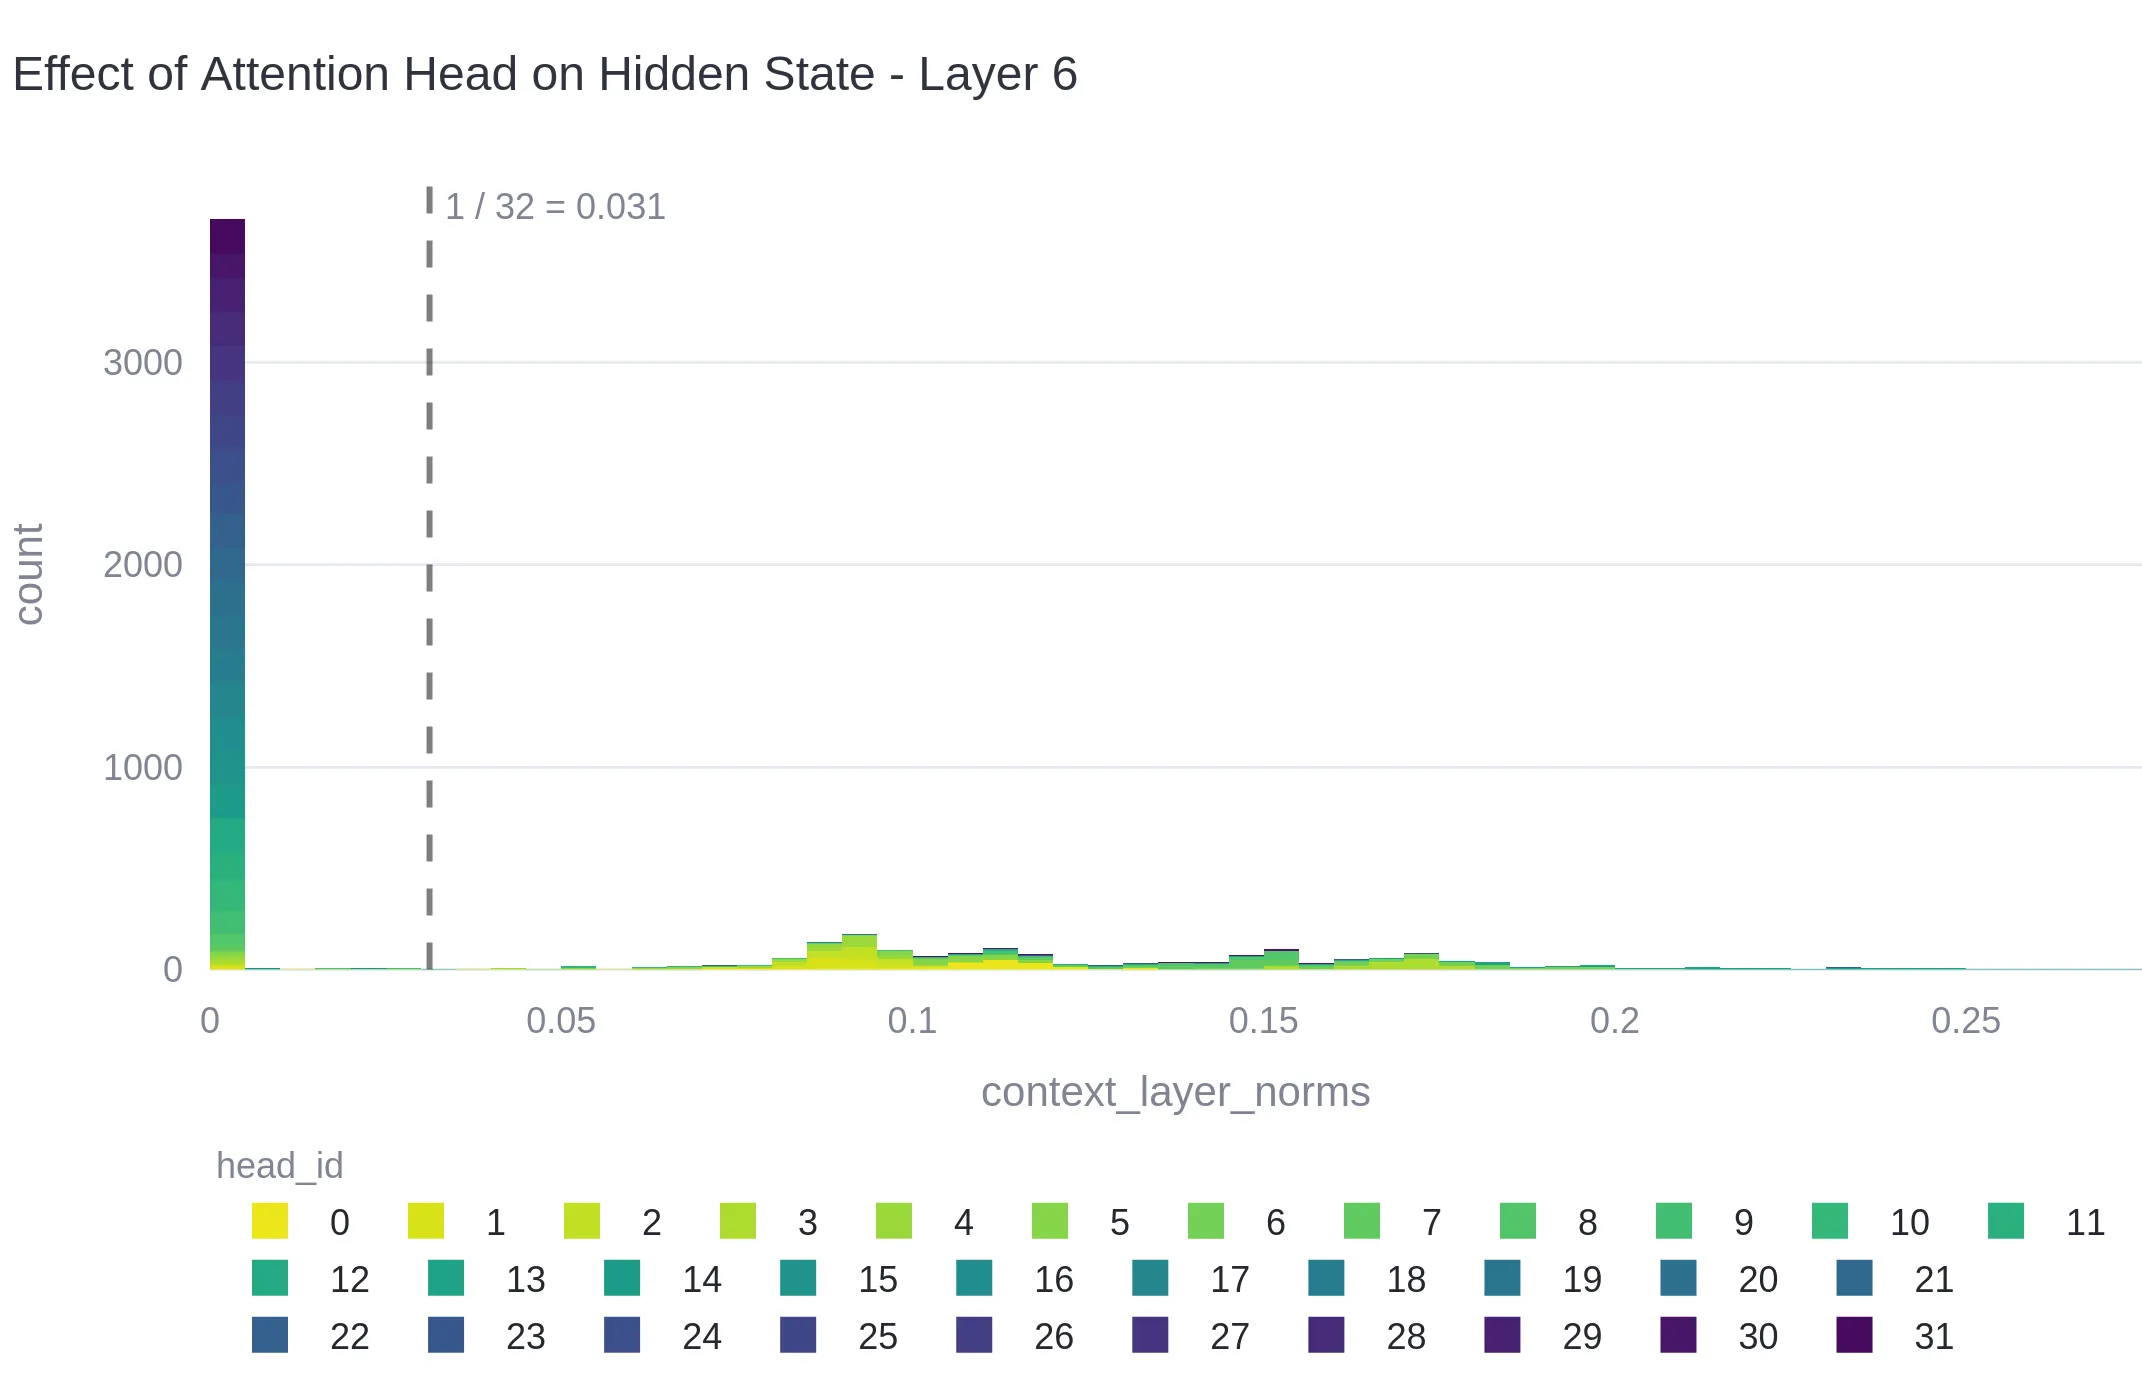 Effect of Attention Head on Hidden State - Layer 6
1 / 32 = 0.031
3000
2000
1000
0
count
0 0.05 0.1 0.15 0.2 0.25
context_layer_norms
head_id
0 1 2 3 4 5 6 7 8 9 10 11
12 13 14 15 16 17 18 19 20 21
22 23 24 25 26 27 28 29 30 31